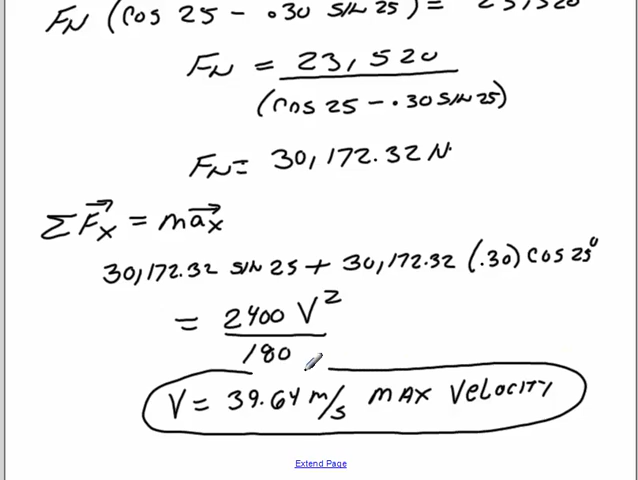 FN (COS 25 - .30 SIN 25) = 23,520
FN = 23,520
(COS 25 - .30 SIN 25)
FN = 30,172.32 N
ΣFx = max
30,172.32 SIN 25 + 30,172.32 (.30) COS 25°
= 2400 V²
180
V = 39.64 m/s MAX VELOCITY
Extend Page